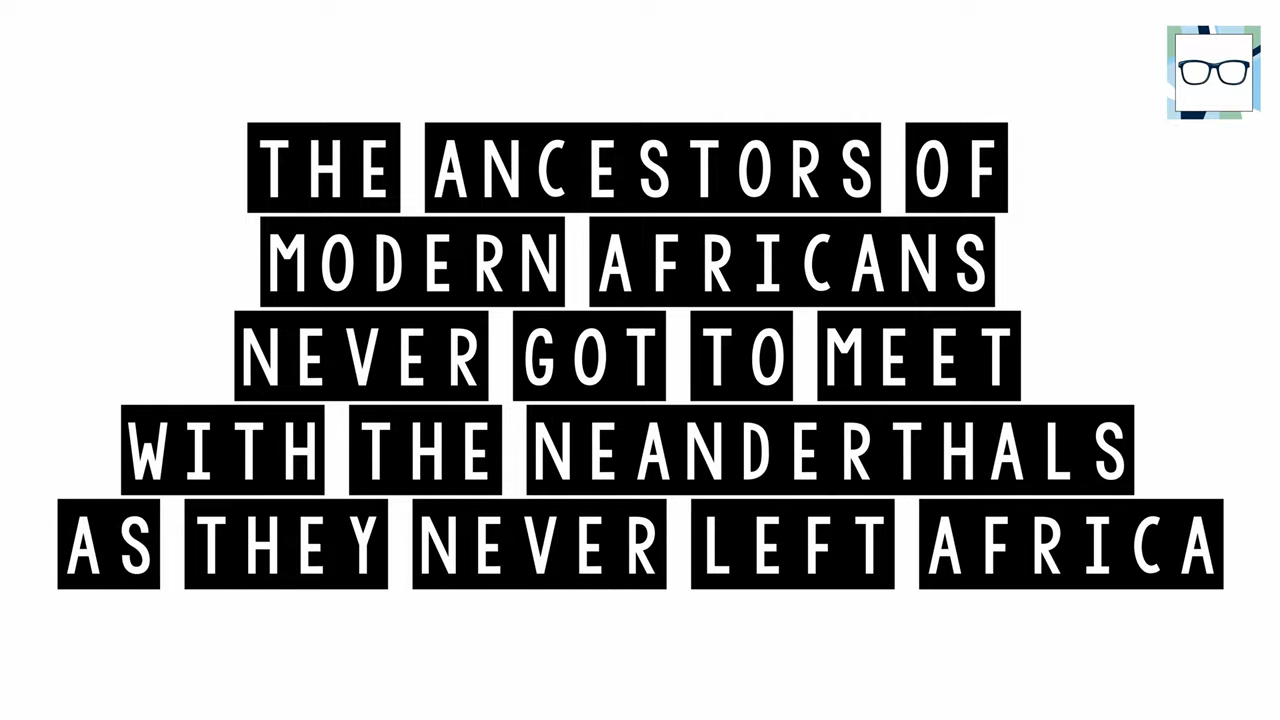 THE ANCESTORS OF
MODERN AFRICANS
NEVER GOT TO MEET
WITH THE NEANDERTHALS
AS THEY NEVER LEFT AFRICA